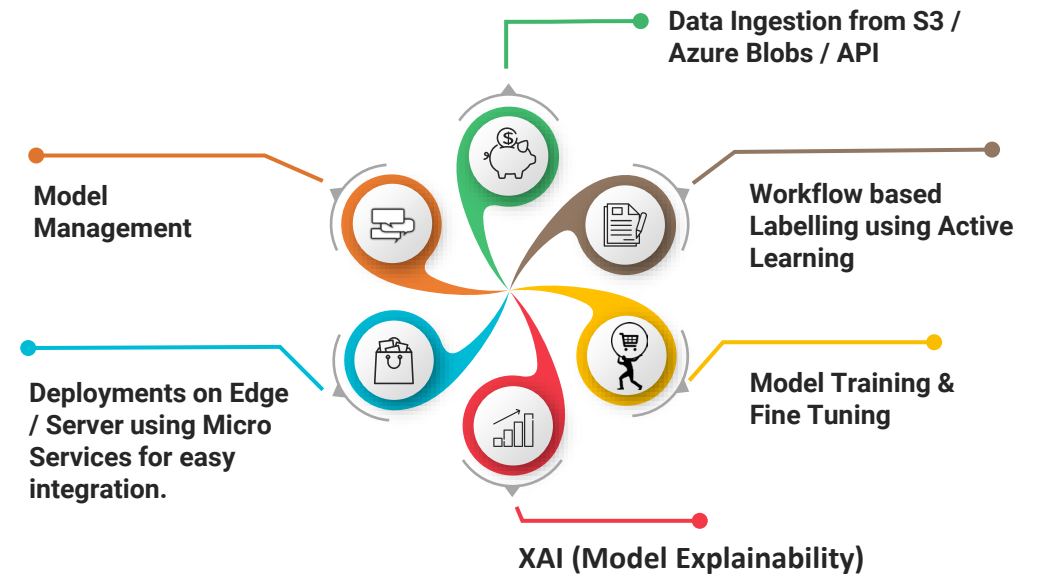 Data Ingestion from S3 /
Azure Blobs / API
Model
Management
Workflow based
Labelling using Active
Learning
Deployments on Edge
/ Server using Micro
Services for easy
integration.
Model Training &
Fine Tuning
XAI (Model Explainability)
$